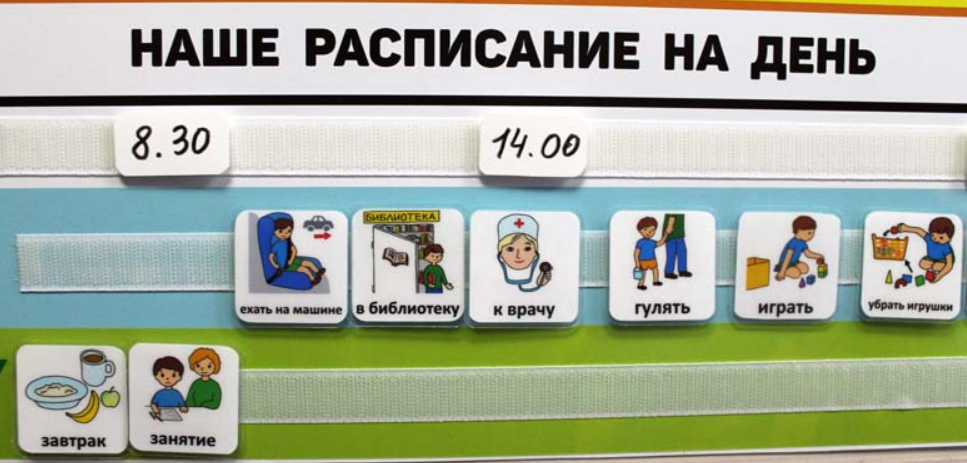 НАШЕ РАСПИСАНИЕ НА ДЕНЬ
8.30
14.00
БИБЛИОТЕКА
ехать на машине
в библиотеку
к врачу
гулять
играть
убрать игрушки
завтрак
занятие